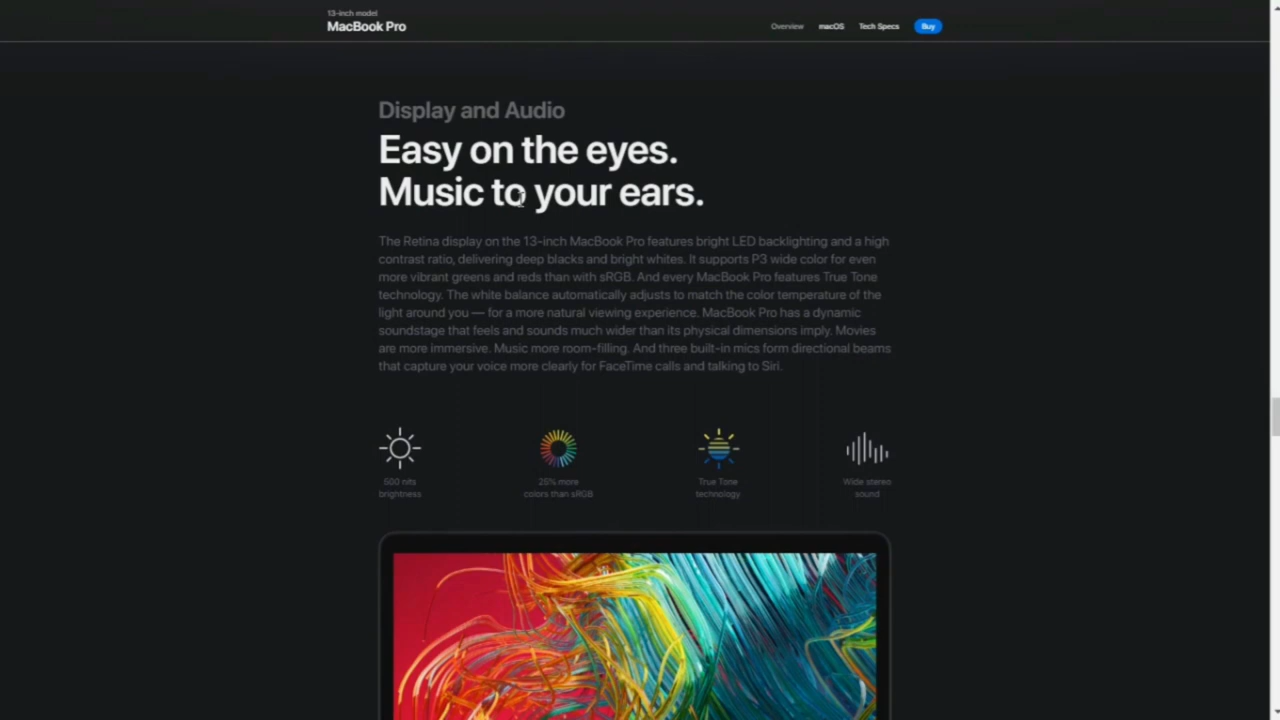 13-inch model
MacBook Pro
Overview macOS Tech Specs Buy
Display and Audio
Easy on the eyes.
Music to your ears.
The Retina display on the 13-inch MacBook Pro features bright LED backlighting and a high
contrast ratio, delivering deep blacks and bright whites. It supports P3 wide color for even
more vibrant greens and reds than with sRGB. And every MacBook Pro features True Tone
technology. The white balance automatically adjusts to match the color temperature of the
light around you — for a more natural viewing experience. MacBook Pro has a dynamic
soundstage that feels and sounds much wider than its physical dimensions imply. Movies
are more immersive. Music more room-filling. And three built-in mics form directional beams
that capture your voice more clearly for FaceTime calls and talking to Siri.
500 nits
brightness
25% more
colors than sRGB
True Tone
technology
Wide stereo
sound